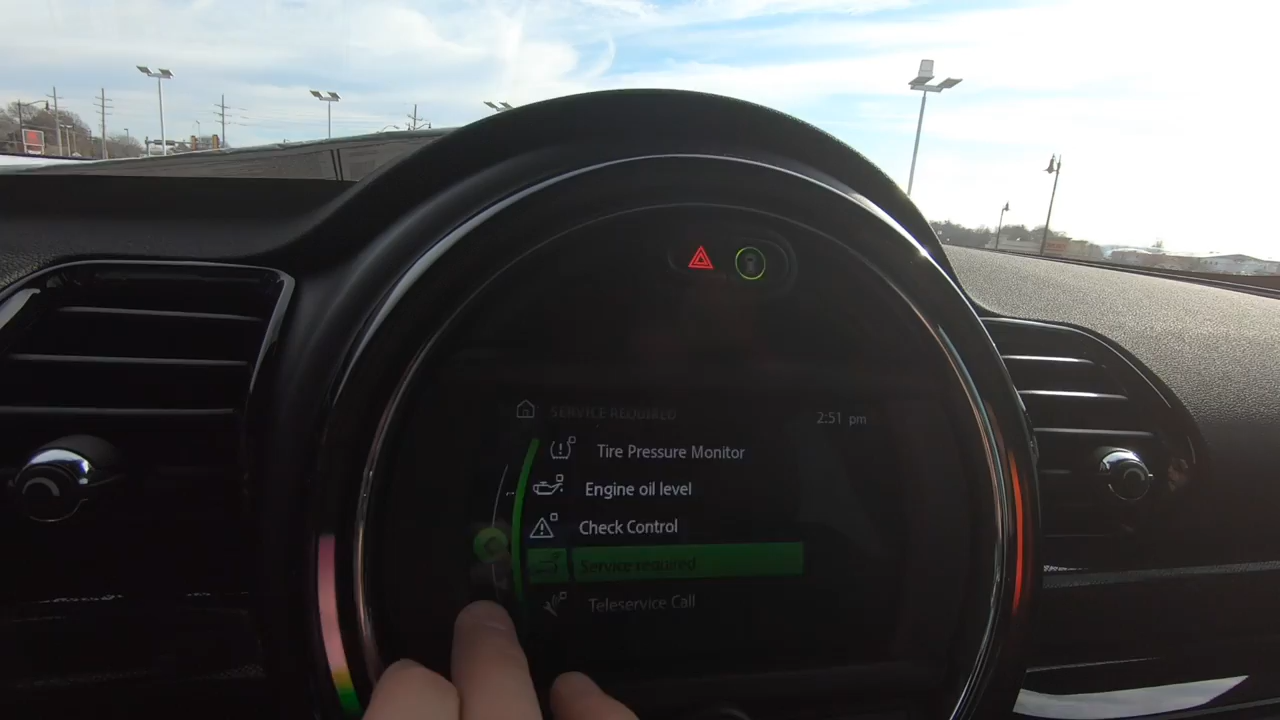 SERVICE REQUIRED
2:51 pm
Tire Pressure Monitor
Engine oil level
Check Control
Service required
Teleservice Call